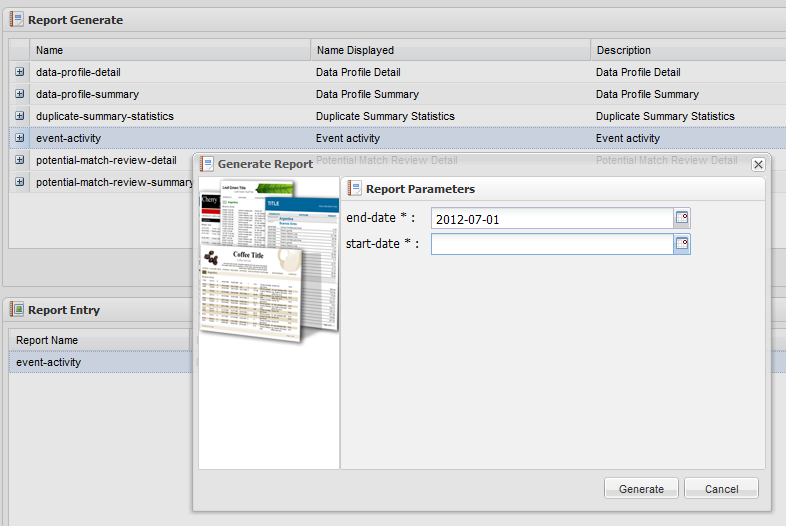 Report Generate
Name Name Displayed Description
data-profile-detail Data Profile Detail Data Profile Detail
data-profile-summary Data Profile Summary Data Profile Summary
duplicate-summary-statistics Duplicate Summary Statistics Duplicate Summary Statistics
event-activity Event activity Event activity
potential-match-review-detail Potential Match Review Detail Potential Match Review Detail
potential-match-review-summary
Generate Report
Leaf Green Title
Cherry
TITLE
Argentina
Coffee Title
Report Parameters
end-date * : 2012-07-01
start-date * :
Generate Cancel
Report Entry
Report Name
event-activity